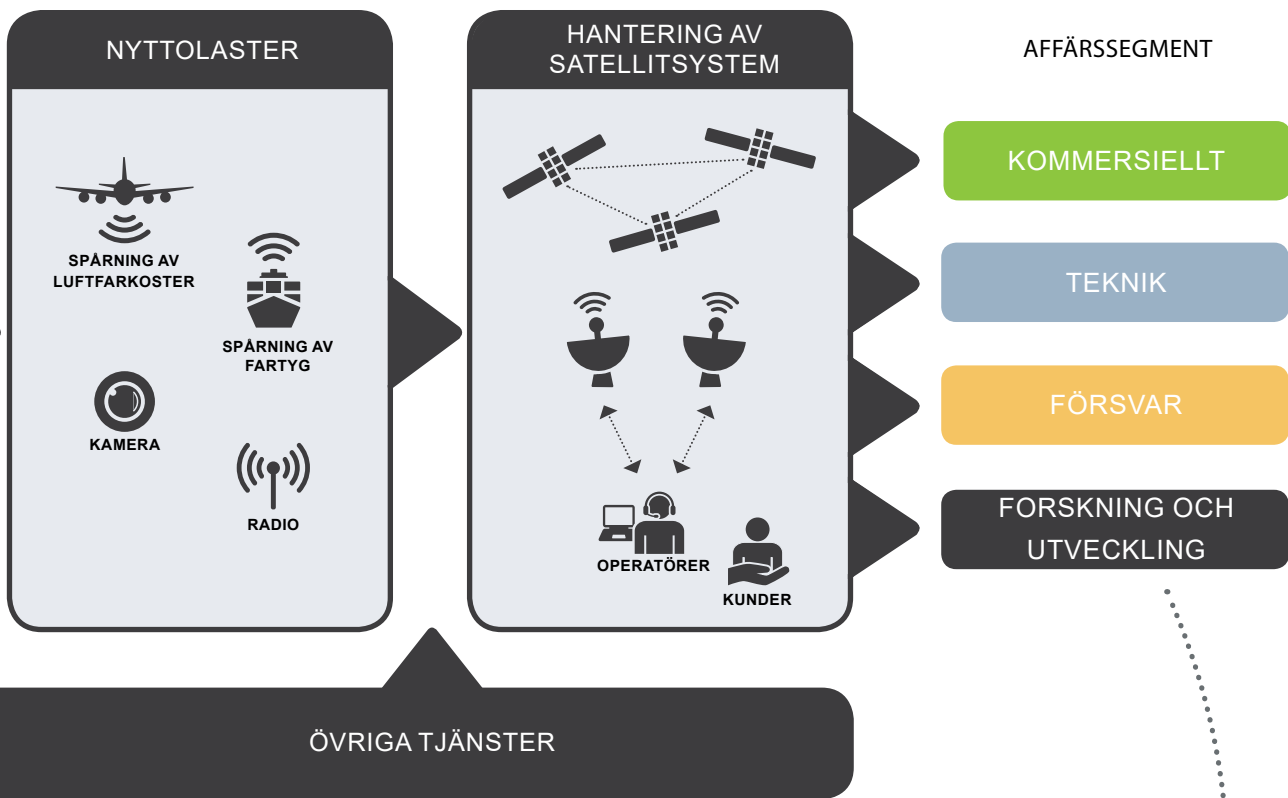 NYTTOLASTER
SPÅRNING AV
LUFTFARKOSTER
SPÅRNING AV
FARTYG
KAMERA
RADIO
HANTERING AV
SATELLITSYSTEM
OPERATÖRER
KUNDER
AFFÄRSSEGMENT
KOMMERSIELLT
TEKNIK
FÖRSVAR
FORSKNING OCH
UTVECKLING
ÖVRIGA TJÄNSTER